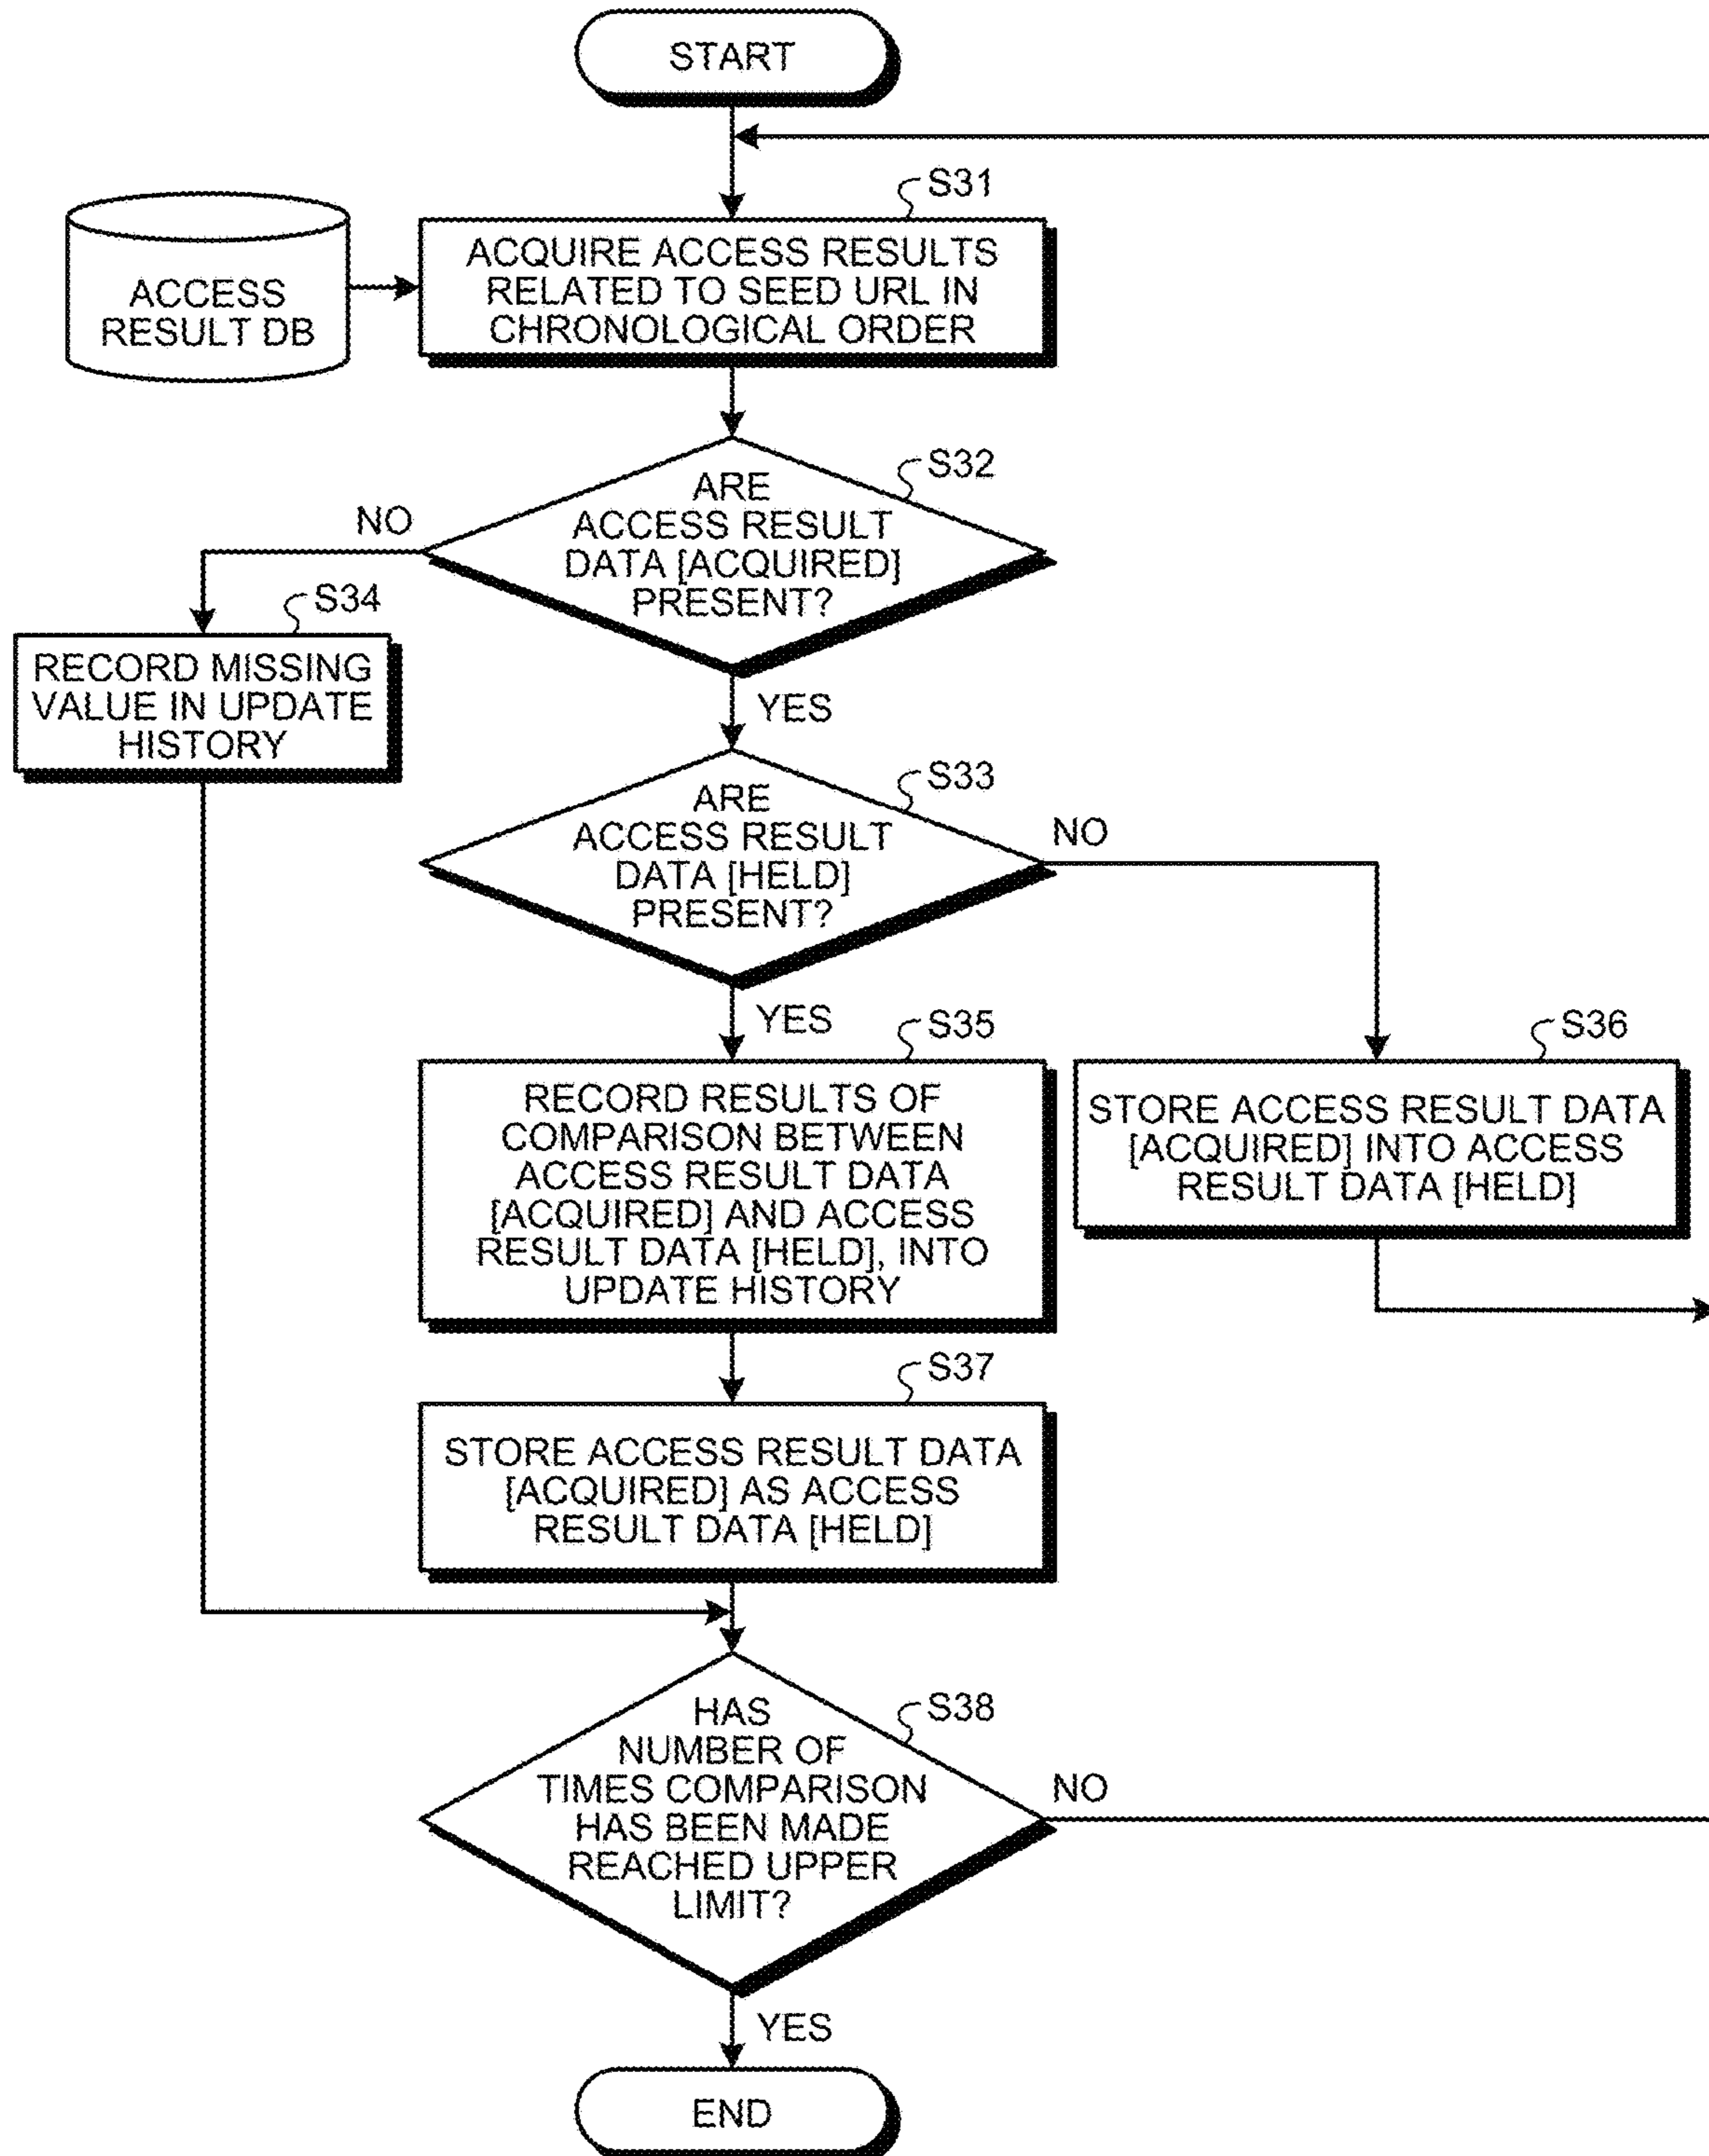 START
S31
ACQUIRE ACCESS RESULTS
RELATED TO SEED URL IN
CHRONOLOGICAL ORDER
ACCESS
RESULT DB
S32
ARE
ACCESS RESULT
DATA [ACQUIRED]
PRESENT?
NO
S34
RECORD MISSING
VALUE IN UPDATE
HISTORY
YES
S33
ARE
ACCESS RESULT
DATA [HELD]
PRESENT?
NO
YES
S35
RECORD RESULTS OF
COMPARISON BETWEEN
ACCESS RESULT DATA
[ACQUIRED] AND ACCESS
RESULT DATA [HELD], INTO
UPDATE HISTORY
S36
STORE ACCESS RESULT DATA
[ACQUIRED] INTO ACCESS
RESULT DATA [HELD]
S37
STORE ACCESS RESULT DATA
[ACQUIRED] AS ACCESS
RESULT DATA [HELD]
S38
HAS
NUMBER OF
TIMES COMPARISON
HAS BEEN MADE
REACHED UPPER
LIMIT?
NO
YES
END